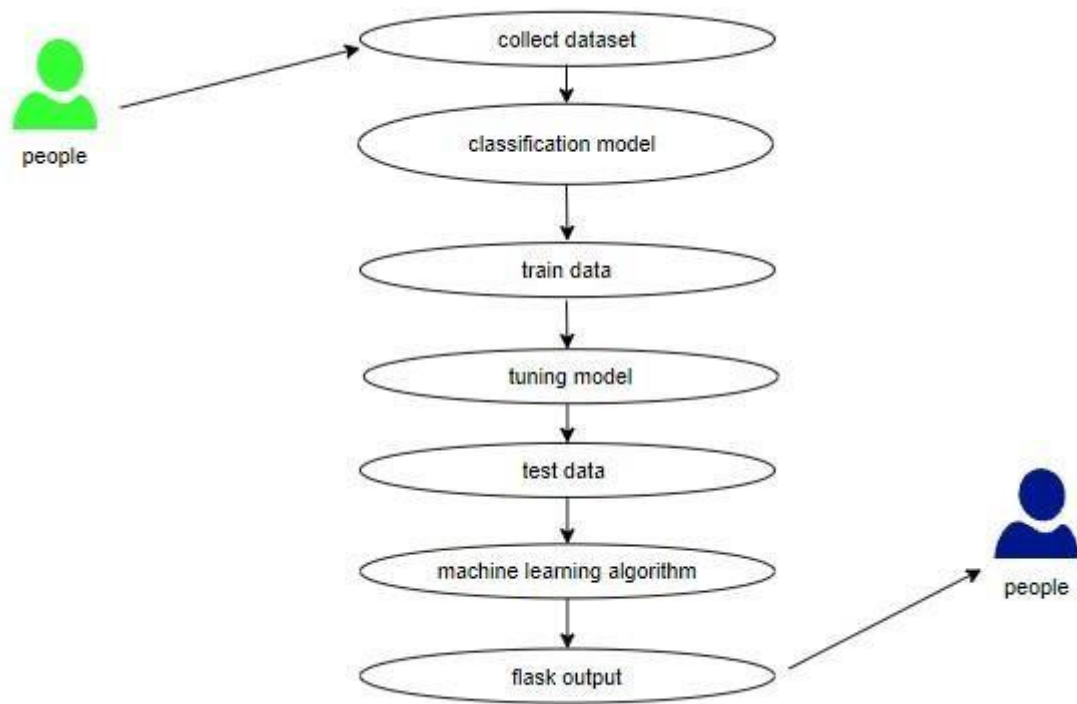 collect dataset
people
classification model
train data
tuning model
test data
machine learning algorithm
people
flask output